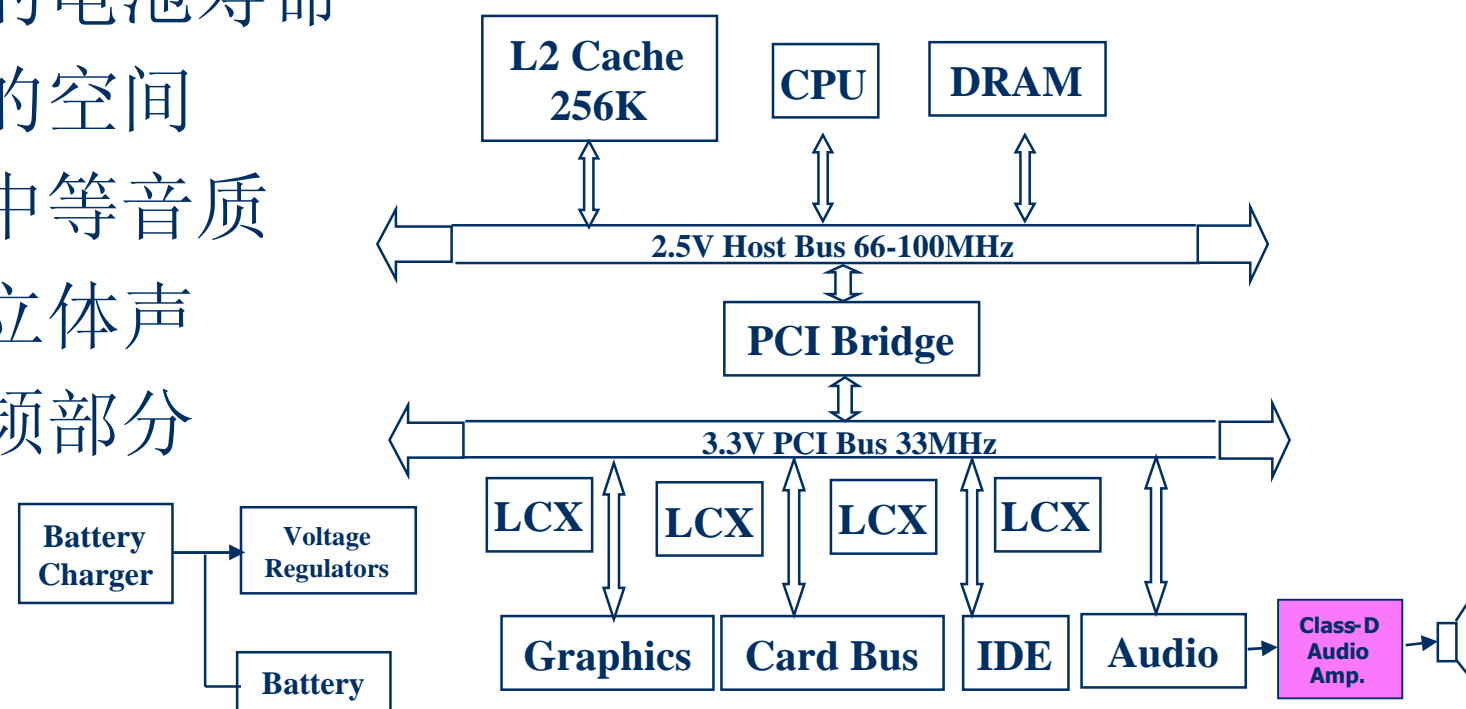 的电池寿命
的空间
中等音质
立体声
频部分
L2 Cache
256K
CPU
DRAM
2.5V Host Bus 66-100MHz
PCI Bridge
3.3V PCI Bus 33MHz
LCX
LCX
LCX
LCX
Battery
Charger
Voltage
Regulators
Battery
Graphics
Card Bus
IDE
Audio
Class-D
Audio
Amp.